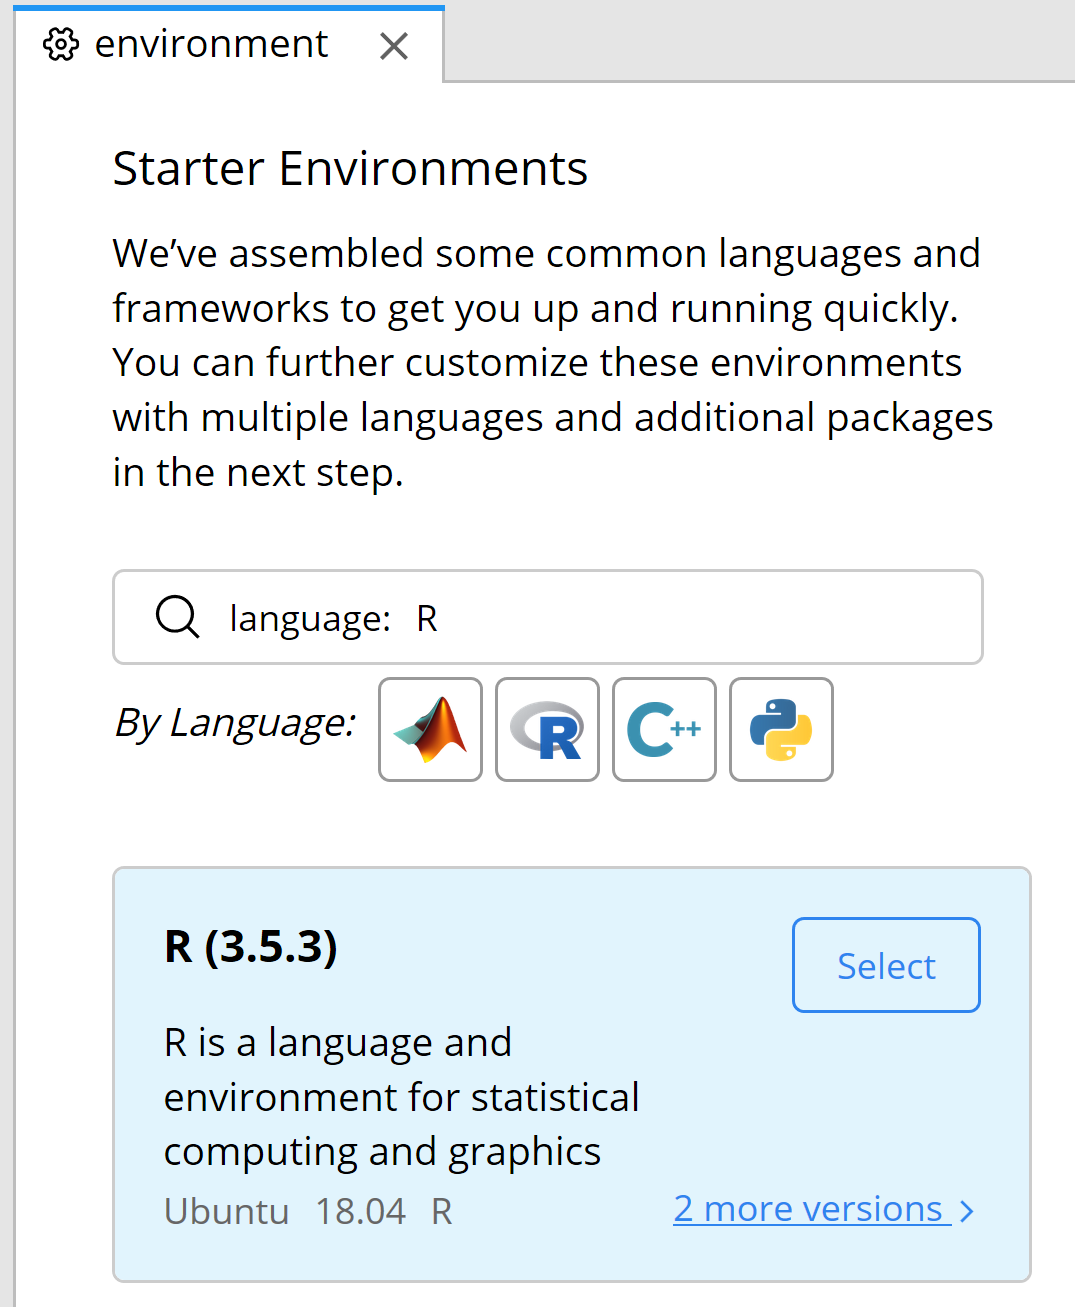 environment
Starter Environments
We’ve assembled some common languages and
frameworks to get you up and running quickly.
You can further customize these environments
with multiple languages and additional packages
in the next step.
language: R
By Language:
R C++
R (3.5.3)
Select
R is a language and
environment for statistical
computing and graphics
Ubuntu 18.04 R
2 more versions >